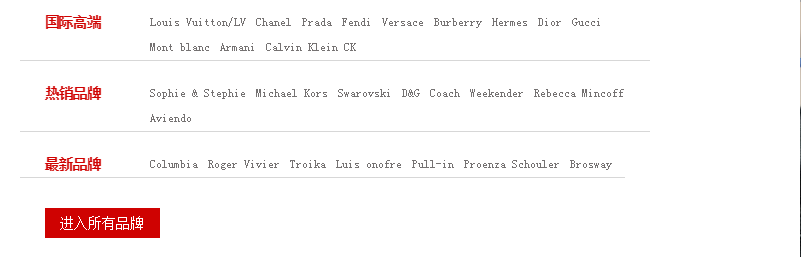 国际高端 Louis Vuitton/LV Chanel Prada Fendi Versace Burberry Hermes Dior Gucci
Mont blanc Armani Calvin Klein CK
热销品牌 Sophie & Stephie Michael Kors Swarovski D&G Coach Weekender Rebecca Mincoff
Aviendo
最新品牌 Columbia Roger Vivier Troika Luis onofre Pull-in Proenza Schouler Brosway
进入所有品牌